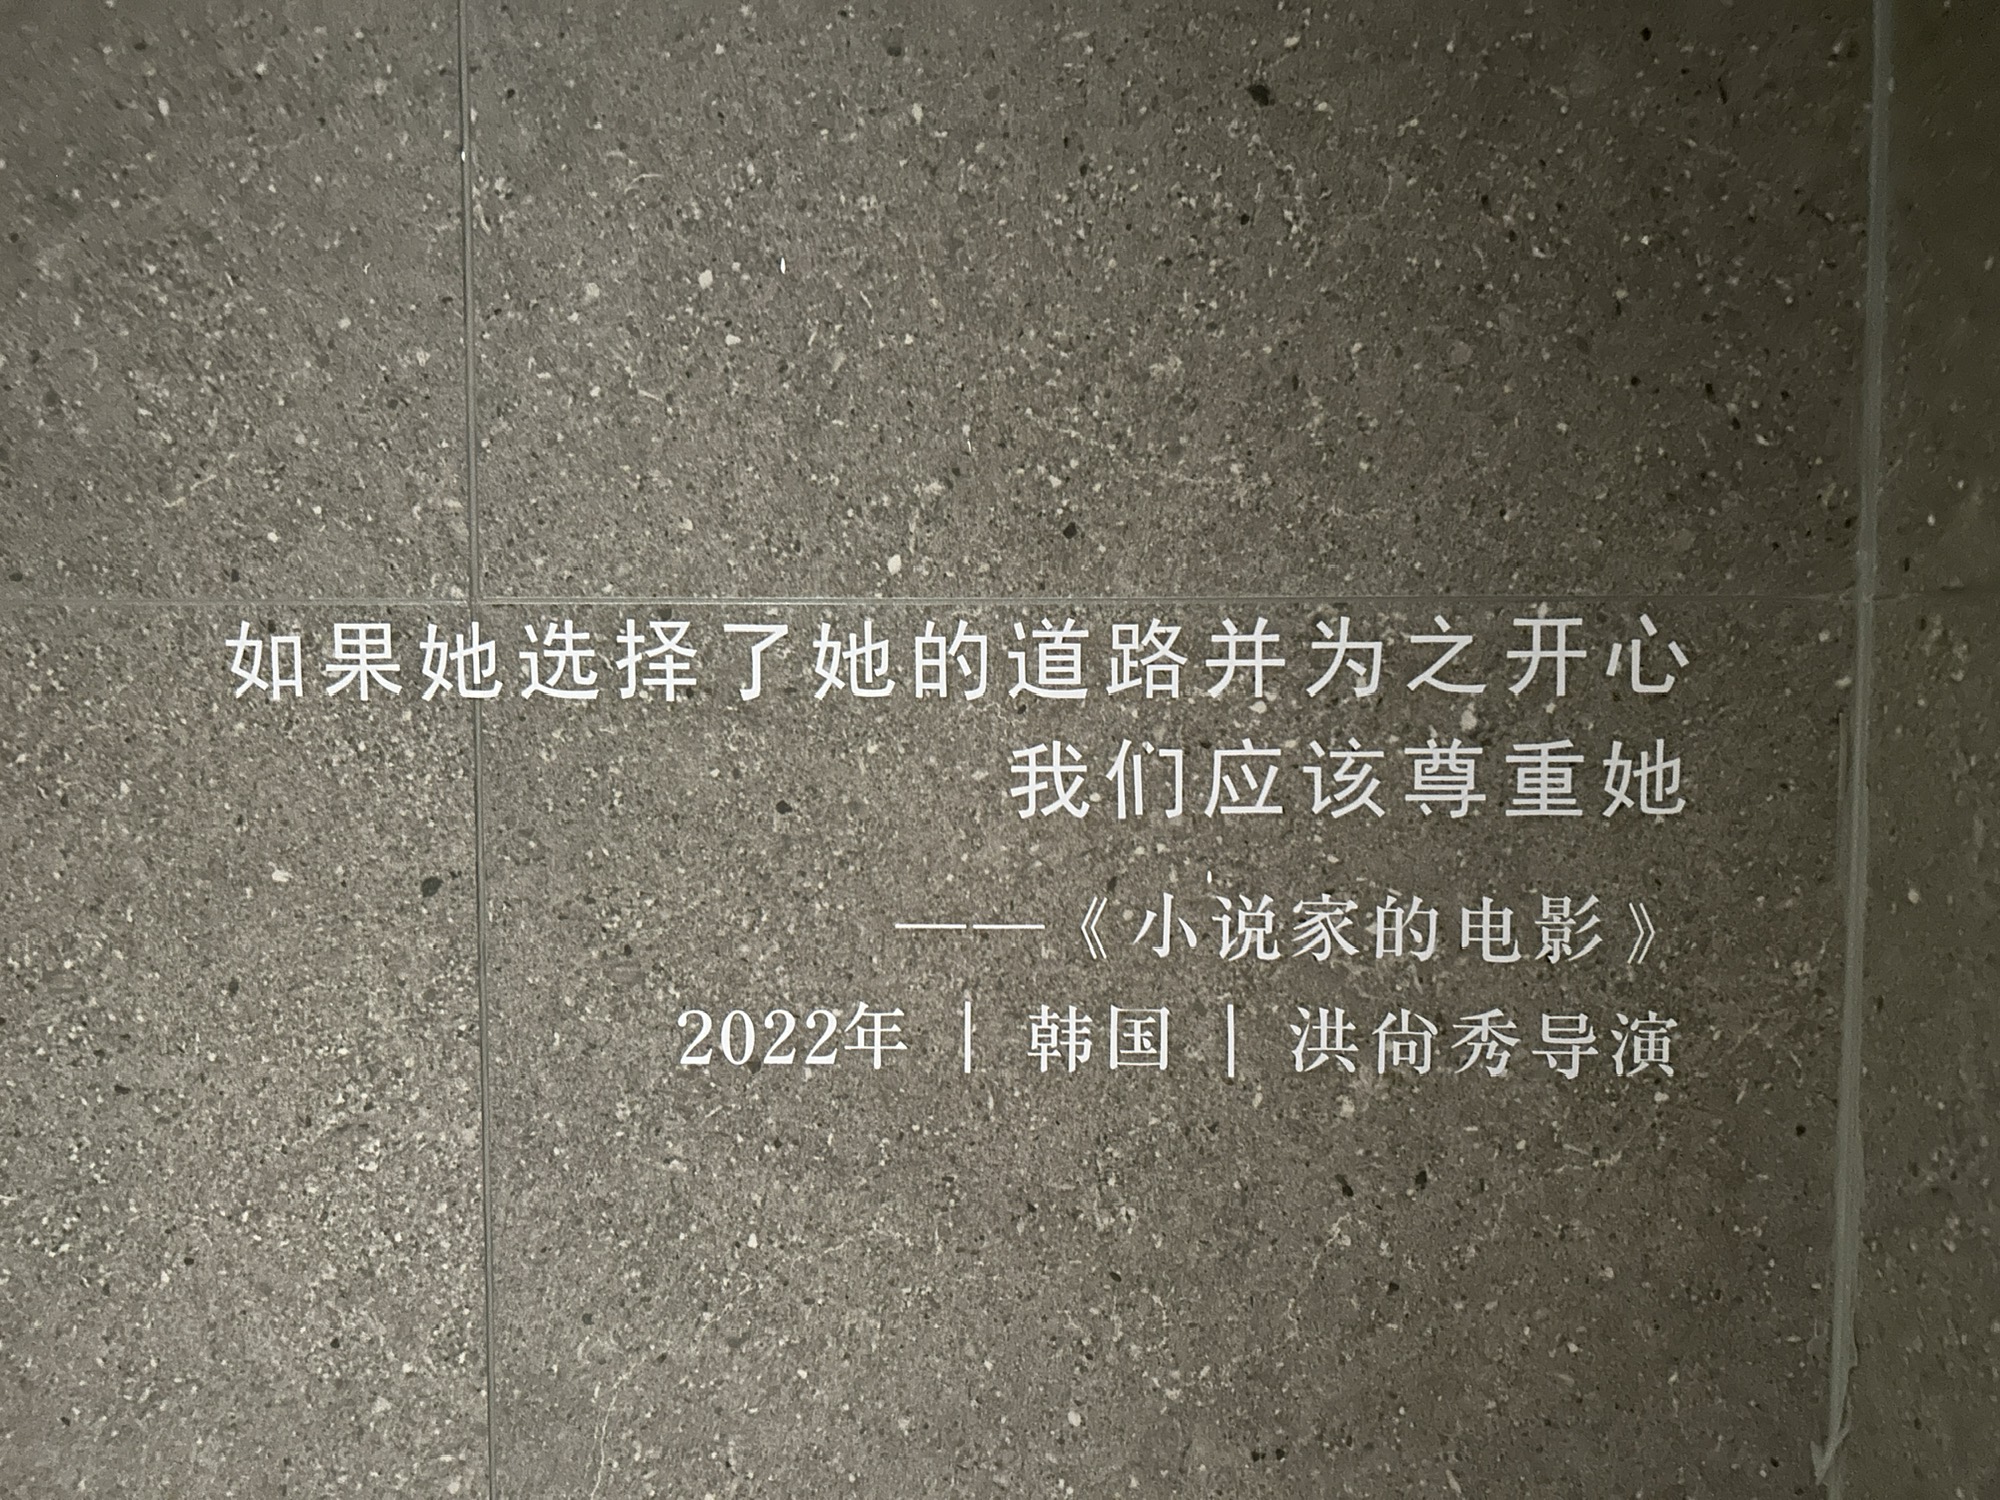 如果她选择了她的道路并为之开心
我们应该尊重她
——《小说家的电影》
2022年 | 韩国 | 洪尙秀导演